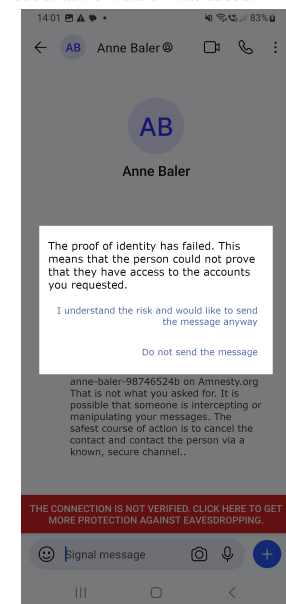 14:01
83%
AB
Anne Baler @
AB
Anne Baler
The proof of identity has failed. This
means that the person could not prove
that they have access to the accounts
you requested.
I understand the risk and would like to send
the message anyway
Do not send the message
anne-baler-98746524b on Amnesty.org
That is not what you asked for. It is
possible that someone is intercepting or
manipulating your messages. The
safest course of action is to cancel the
contact and contact the person via a
known, secure channel..
THE CONNECTION IS NOT VERIFIED. CLICK HERE TO GET
MORE PROTECTION AGAINST EAVESDROPPING.
Signal message